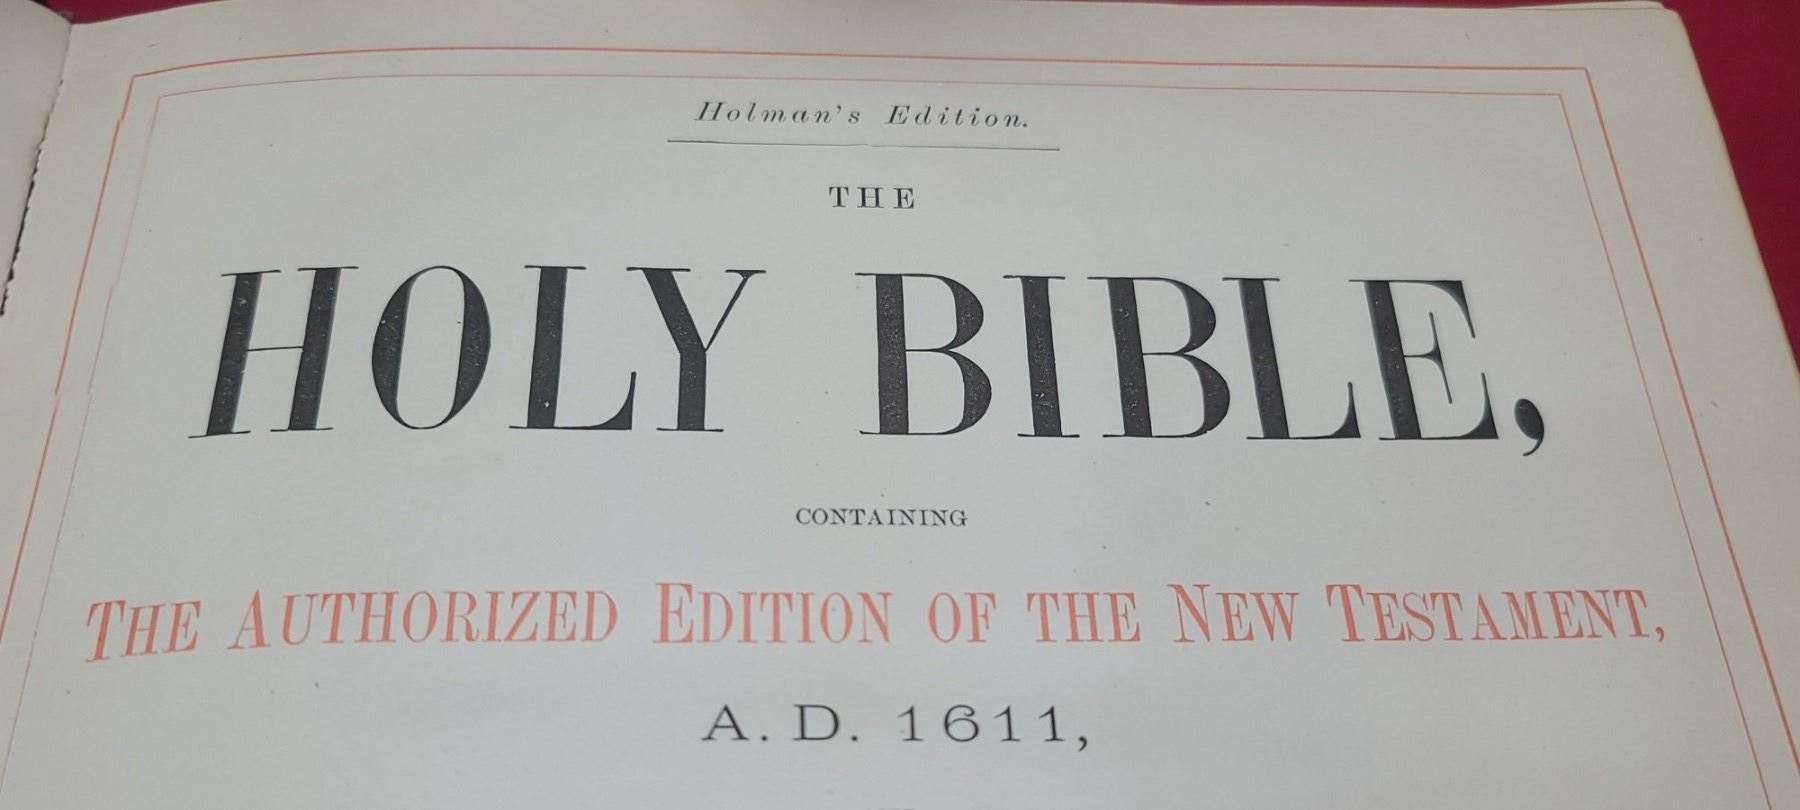 Holman's Edition.
THE
HOLY BIBLE,
CONTAINING
THE AUTHORIZED EDITION OF THE NEW TESTAMENT,
A. D. 1611,